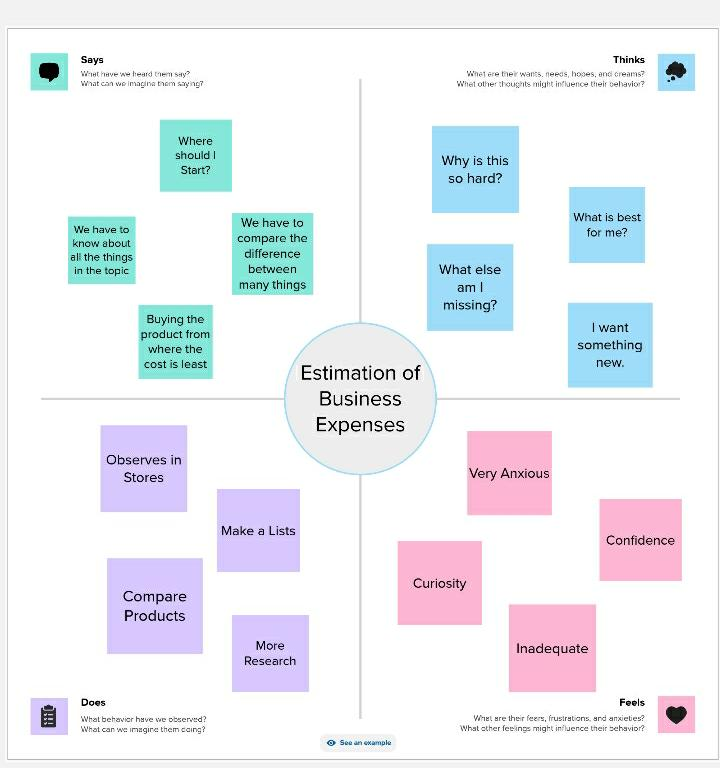 Says
What have we heard them say?
What can we imagine them saying?
Thinks
What are their wants, needs, hopes, and dreams?
What other thoughts might influence their behavior?
Where
should I
Start?
We have to
know about
all the things
in the topic
We have to
compare the
difference
between
many things
Buying the
product from
where the
cost is least
Why is this
so hard?
What is best
for me?
What else
am I
missing?
I want
something
new.
Estimation of
Business
Expenses
Observes in
Stores
Make a Lists
Compare
Products
More
Research
Very Anxious
Confidence
Curiosity
Inadequate
Does
What behavior have we observed?
What can we imagine them doing?
Feels
What are their fears, frustrations, and anxieties?
What other feelings might influence their behavior?
See an example